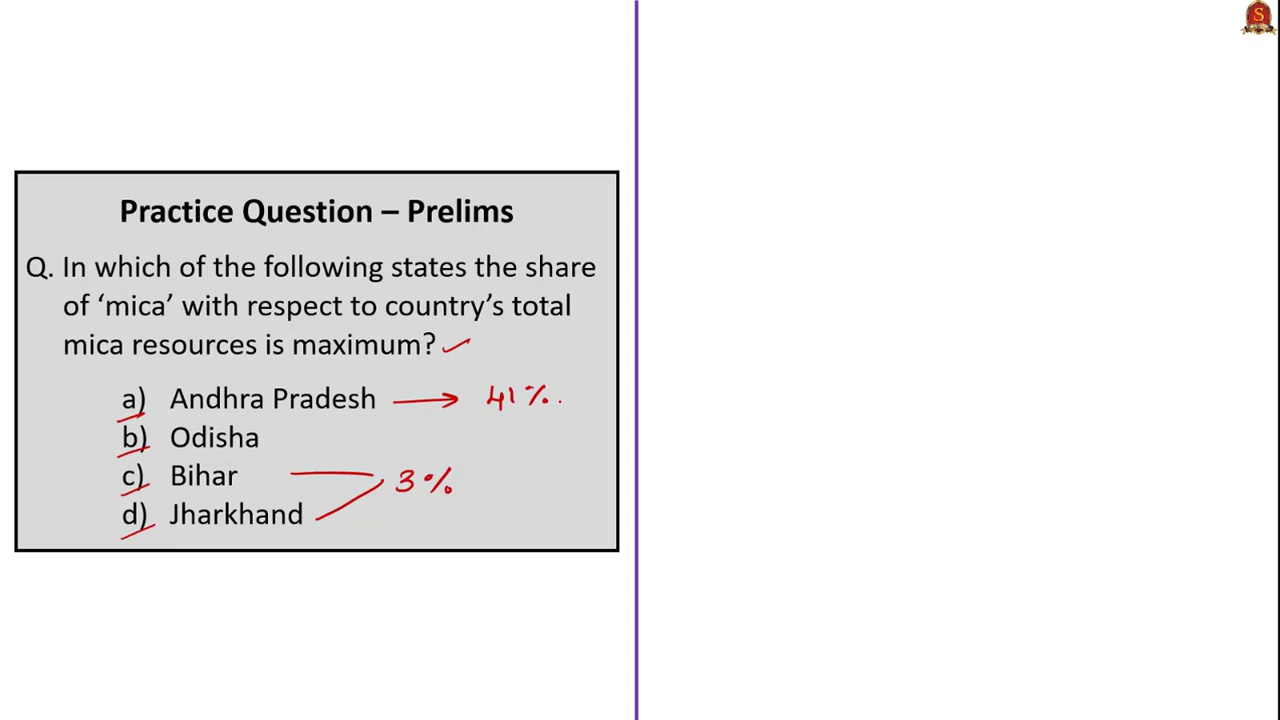 Practice Question – Prelims
Q. In which of the following states the share
of ‘mica’ with respect to country’s total
mica resources is maximum?
a) Andhra Pradesh 41%.
b) Odisha
c) Bihar 3%
d) Jharkhand
S